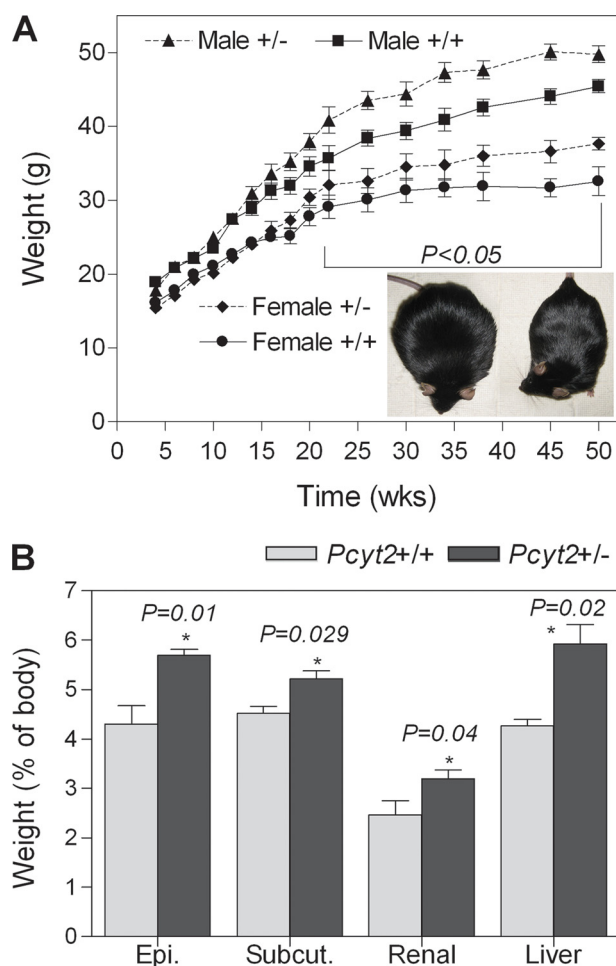 A
Male +/-
Male +/+
50
40
30
20
10
0
Weight (g)
P<0.05
Female +/-
Female +/+
0 5 10 15 20 25 30 35 40 45 50
Time (wks)
B
Pcyt2+/+
Pcyt2+/-
7
6
5
4
3
2
1
0
Weight (% of body)
P=0.01
*
P=0.029
*
P=0.04
*
P=0.02
*
Epi. Subcut. Renal Liver